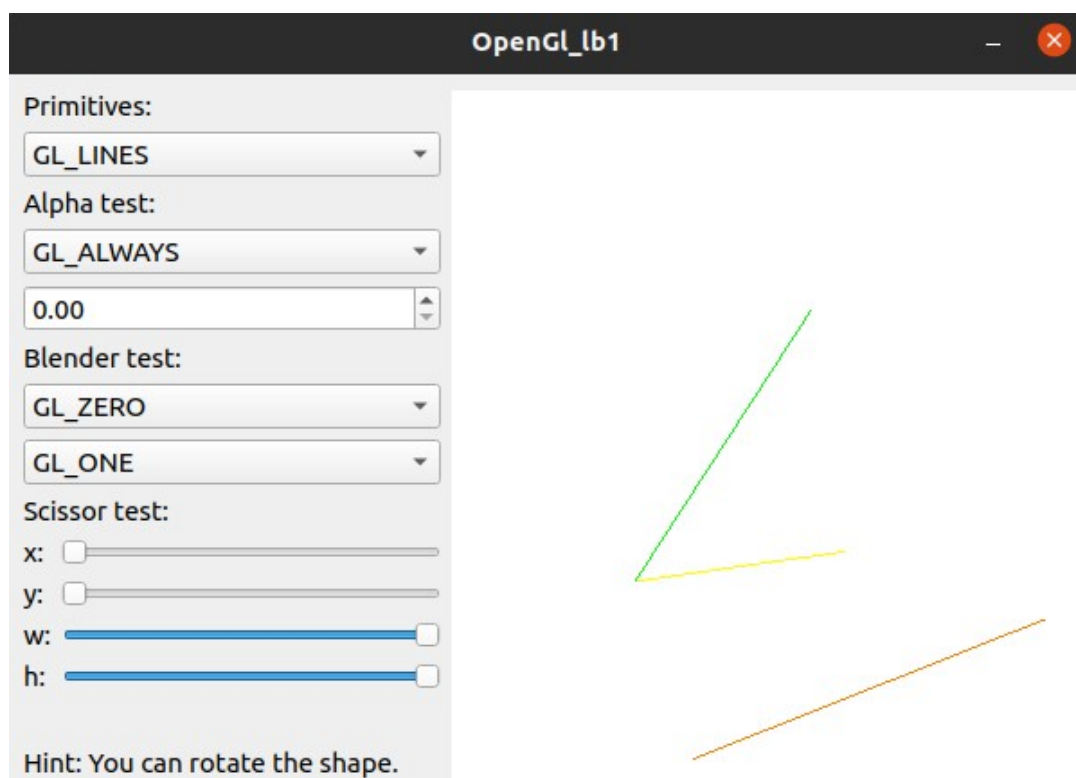 OpenGl_lb1
Primitives:
GL_LINES
Alpha test:
GL_ALWAYS
0.00
Blender test:
GL_ZERO
GL_ONE
Scissor test:
x:
y:
w:
h:
Hint: You can rotate the shape.